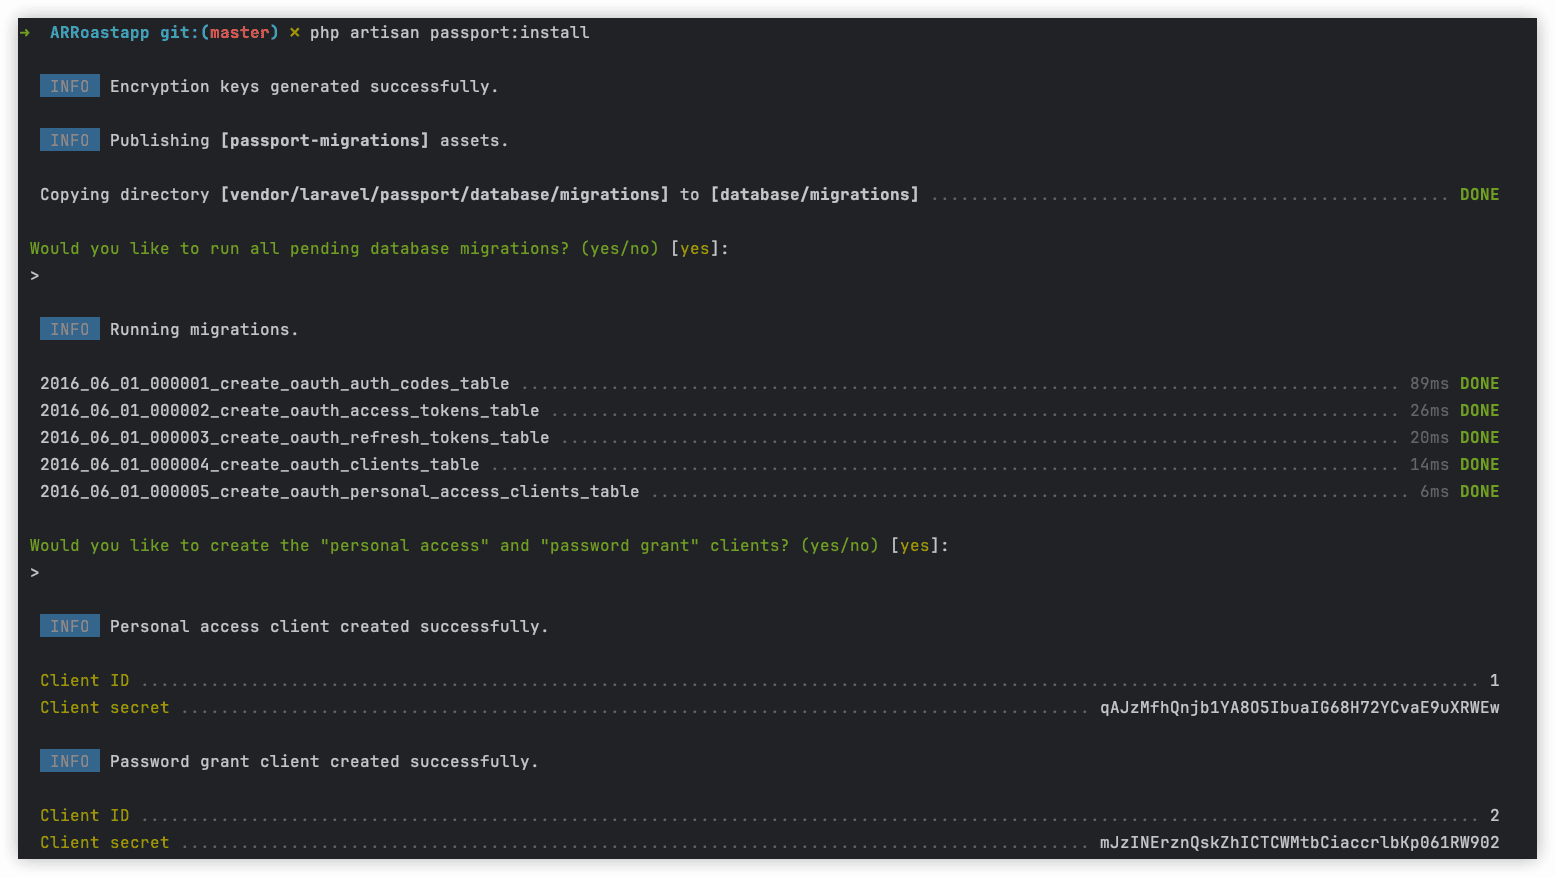 → ARRoastapp git:(master) ✗ php artisan passport:install
INFO Encryption keys generated successfully.
INFO Publishing [passport-migrations] assets.
Copying directory [vendor/laravel/passport/database/migrations] to [database/migrations] .................................................... DONE
Would you like to run all pending database migrations? (yes/no) [yes]:
>
INFO Running migrations.
2016_06_01_000001_create_oauth_auth_codes_table ........................................................................................ 89ms DONE
2016_06_01_000002_create_oauth_access_tokens_table ..................................................................................... 26ms DONE
2016_06_01_000003_create_oauth_refresh_tokens_table .................................................................................... 20ms DONE
2016_06_01_000004_create_oauth_clients_table ........................................................................................... 14ms DONE
2016_06_01_000005_create_oauth_personal_access_clients_table ............................................................................ 6ms DONE
Would you like to create the "personal access" and "password grant" clients? (yes/no) [yes]:
>
INFO Personal access client created successfully.
Client ID ...................................................................................................................................... 1
Client secret ........................................................................................... qAJzMfhQnjb1YA8O5IbuaIG68H72YCvaE9uXRWEw
INFO Password grant client created successfully.
Client ID ...................................................................................................................................... 2
Client secret ........................................................................................... mJzINErznQskZhICTCWMtbCiaccrlbKp061RW902